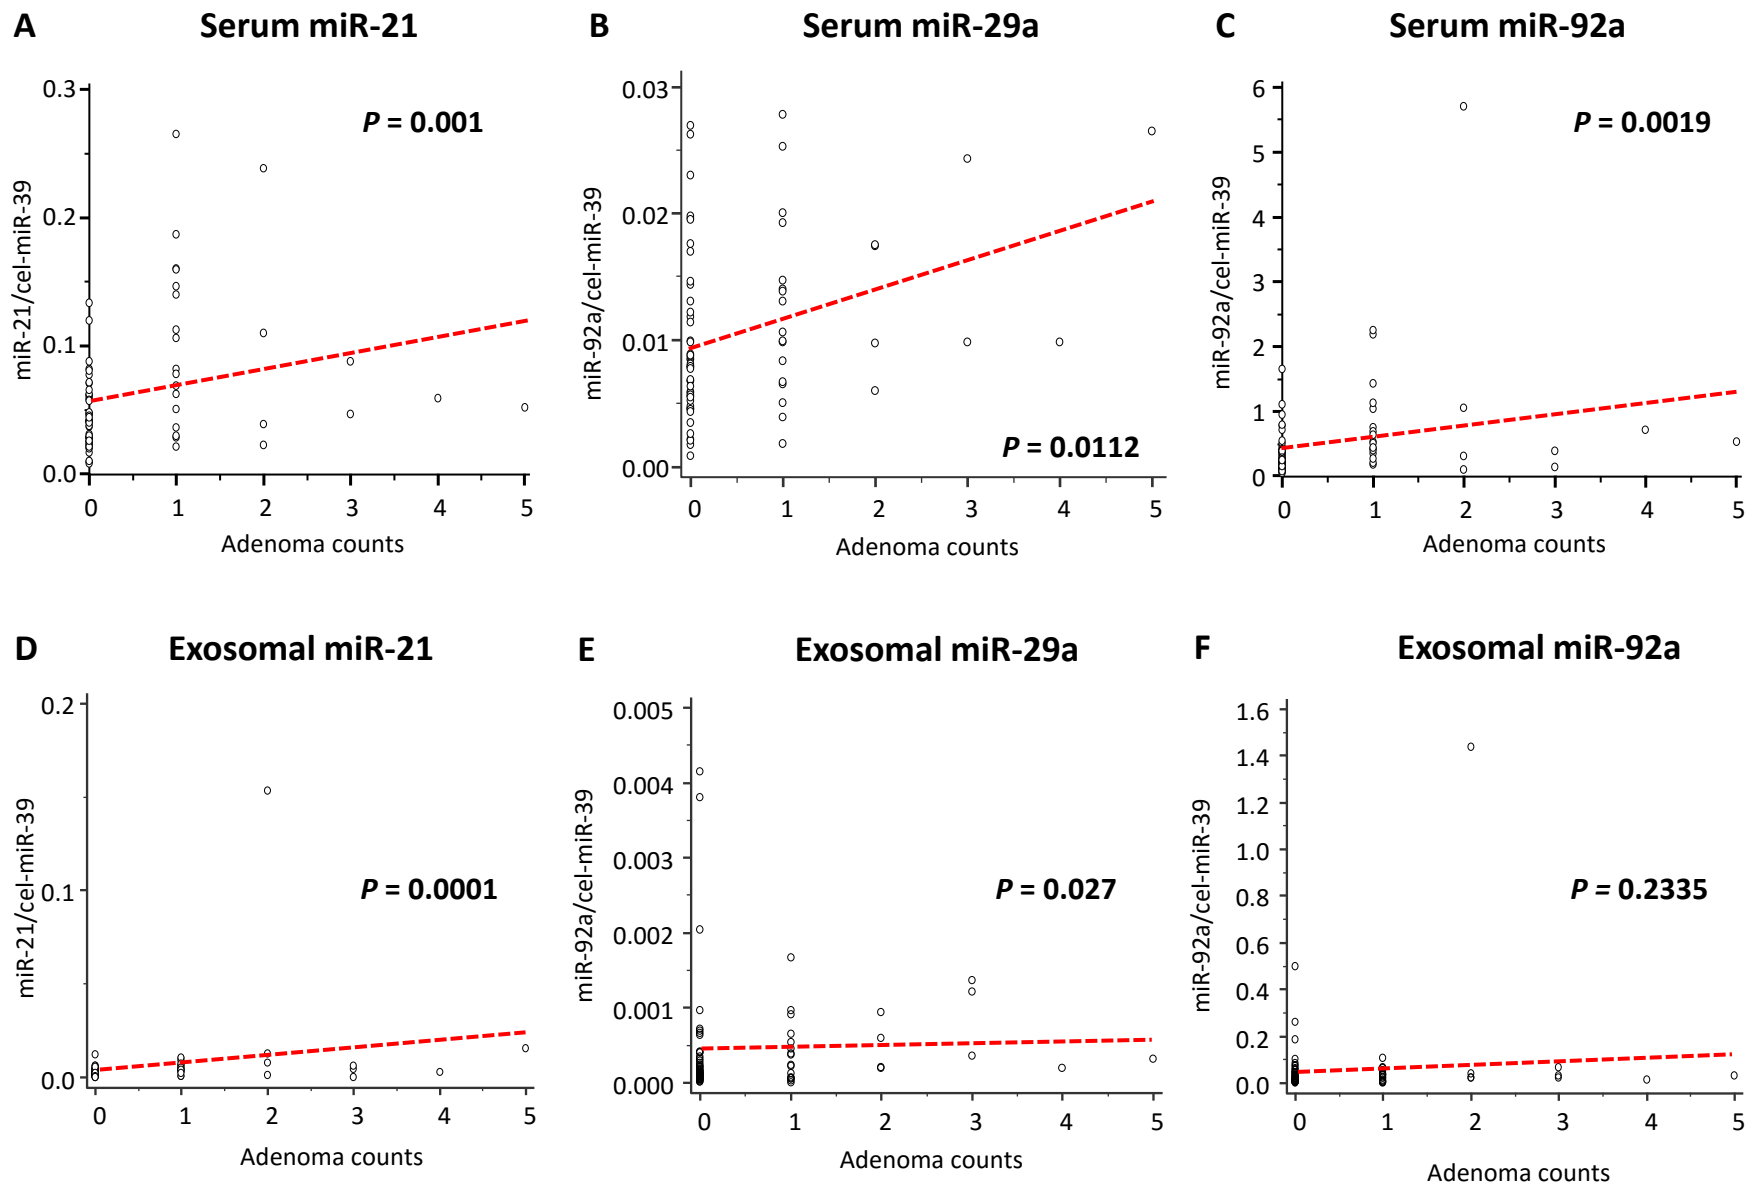 A
Serum miR-21
P = 0.001
miR-21/cel-miR-39
0.3
0.2
0.1
0.0
0 1 2 3 4 5
Adenoma counts
B
Serum miR-29a
P = 0.0112
miR-92a/cel-miR-39
0.03
0.02
0.01
0.00
0 1 2 3 4 5
Adenoma counts
C
Serum miR-92a
P = 0.0019
miR-92a/cel-miR-39
6
5
4
3
2
1
0
0 1 2 3 4 5
Adenoma counts
D
Exosomal miR-21
P = 0.0001
miR-21/cel-miR-39
0.2
0.1
0.0
0 1 2 3 4 5
Adenoma counts
E
Exosomal miR-29a
P = 0.027
miR-92a/cel-miR-39
0.005
0.004
0.003
0.002
0.001
0.000
0 1 2 3 4 5
Adenoma counts
F
Exosomal miR-92a
P = 0.2335
miR-92a/cel-miR-39
1.6
1.4
1.2
1.0
0.8
0.6
0.4
0.2
0.0
0 1 2 3 4 5
Adenoma counts